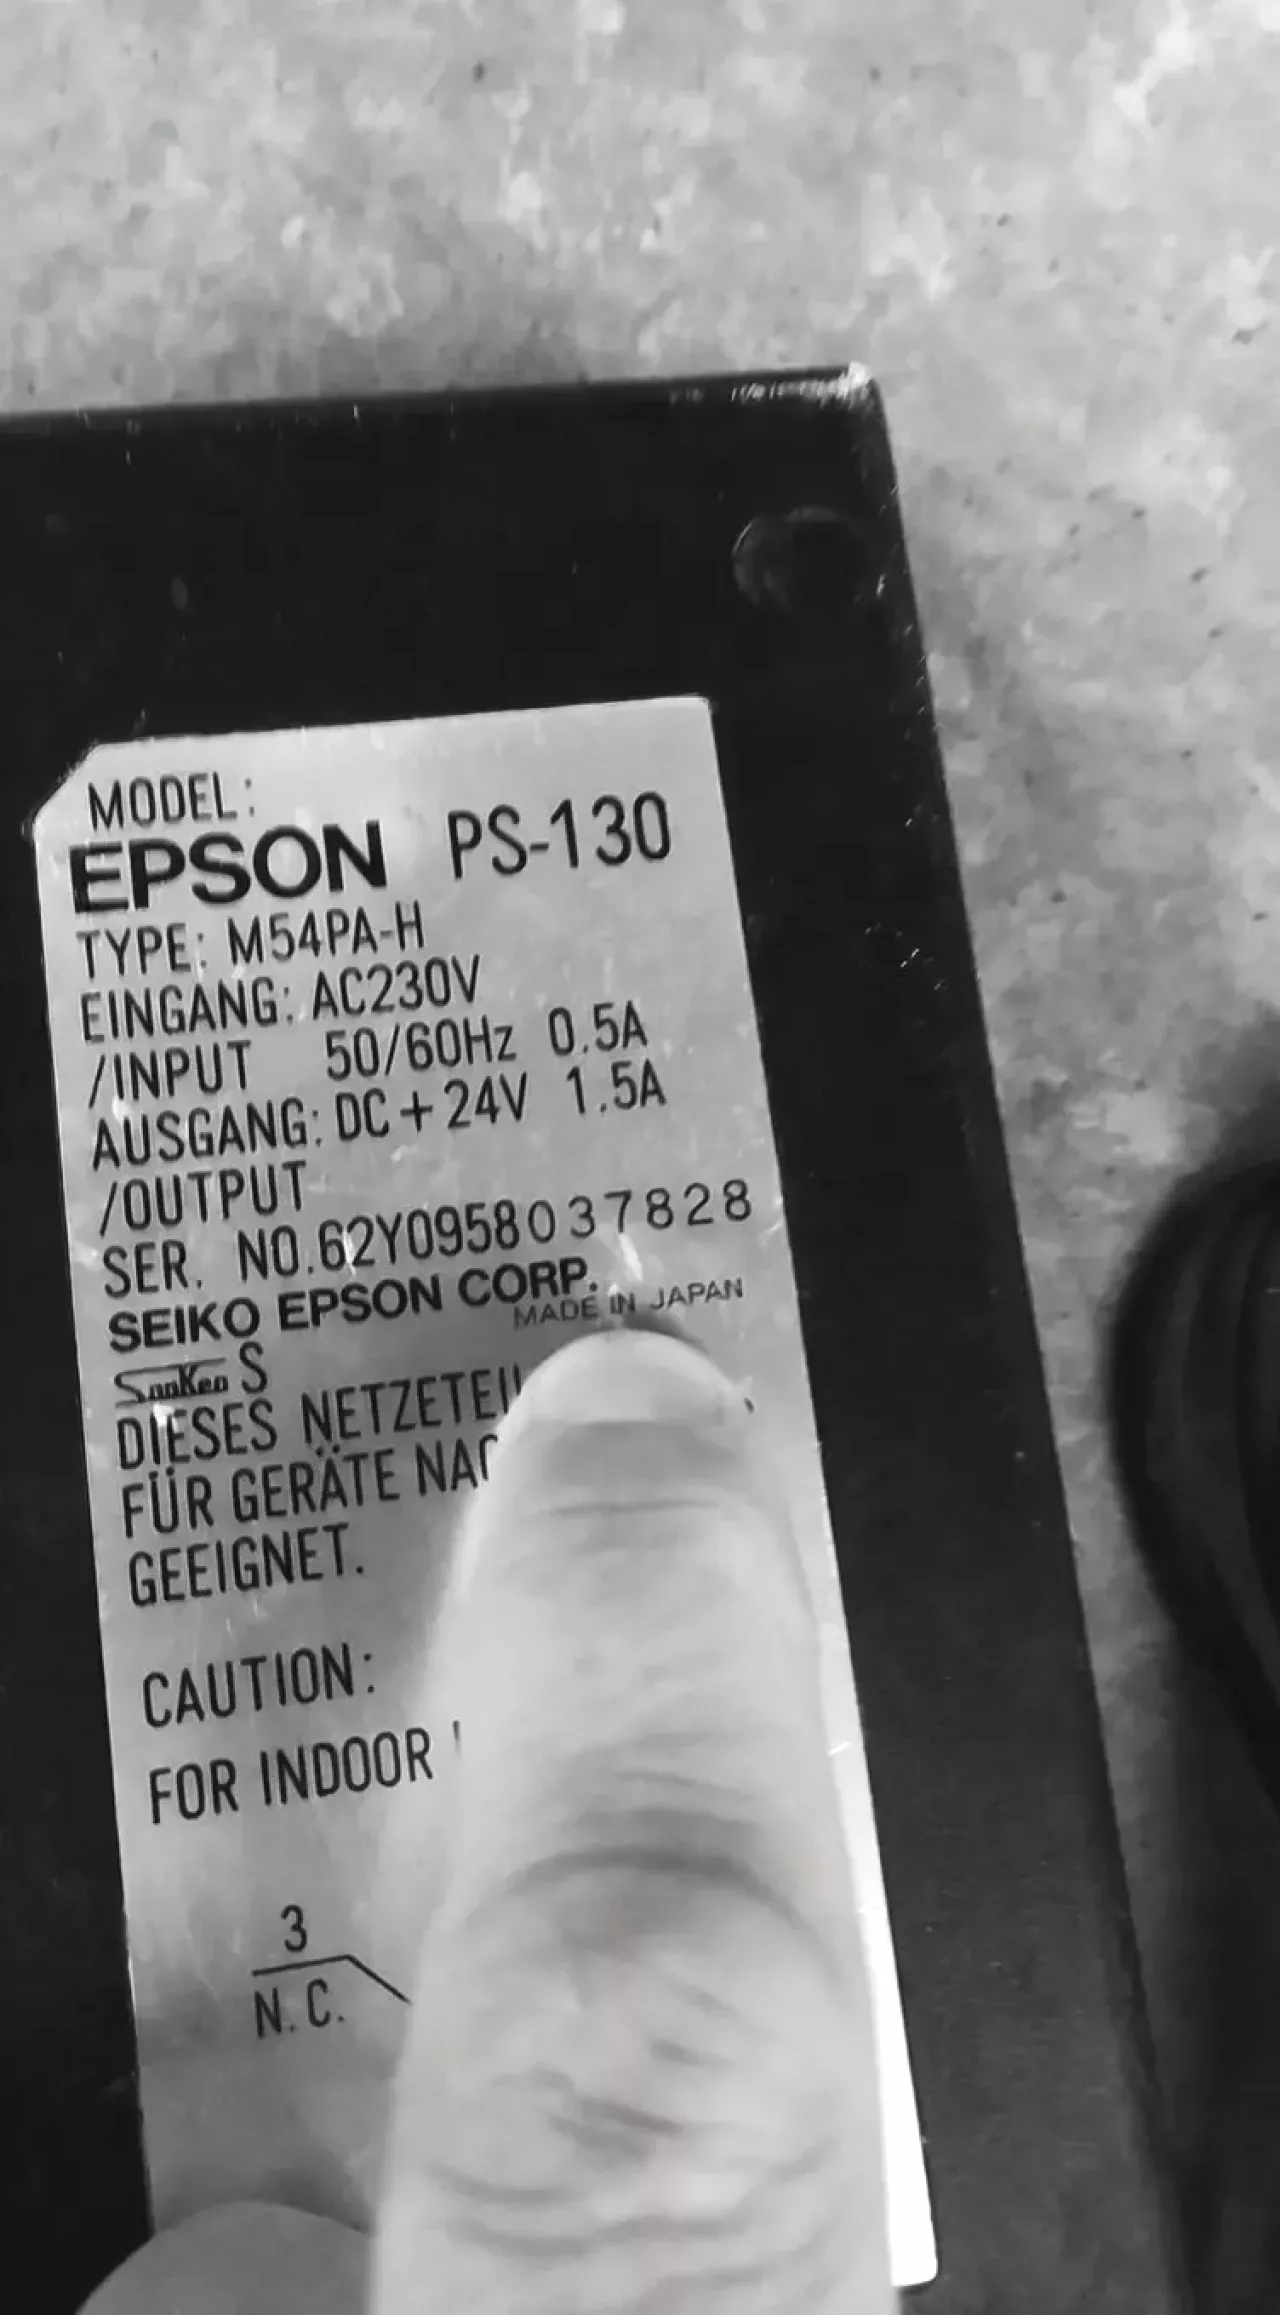 MODEL:
EPSON PS-130
TYPE: M54PA-H
EINGANG: AC230V
/INPUT 50/60Hz 0.5A
AUSGANG: DC+24V 1.5A
/OUTPUT
SER. NO.62Y0958037828
SEIKO EPSON CORP.
MADE IN JAPAN
SanKen S
DIESES
FÜR GERÄTE
GEEIGNET.
CAUTION:
FOR INDOOR
3
N.C.